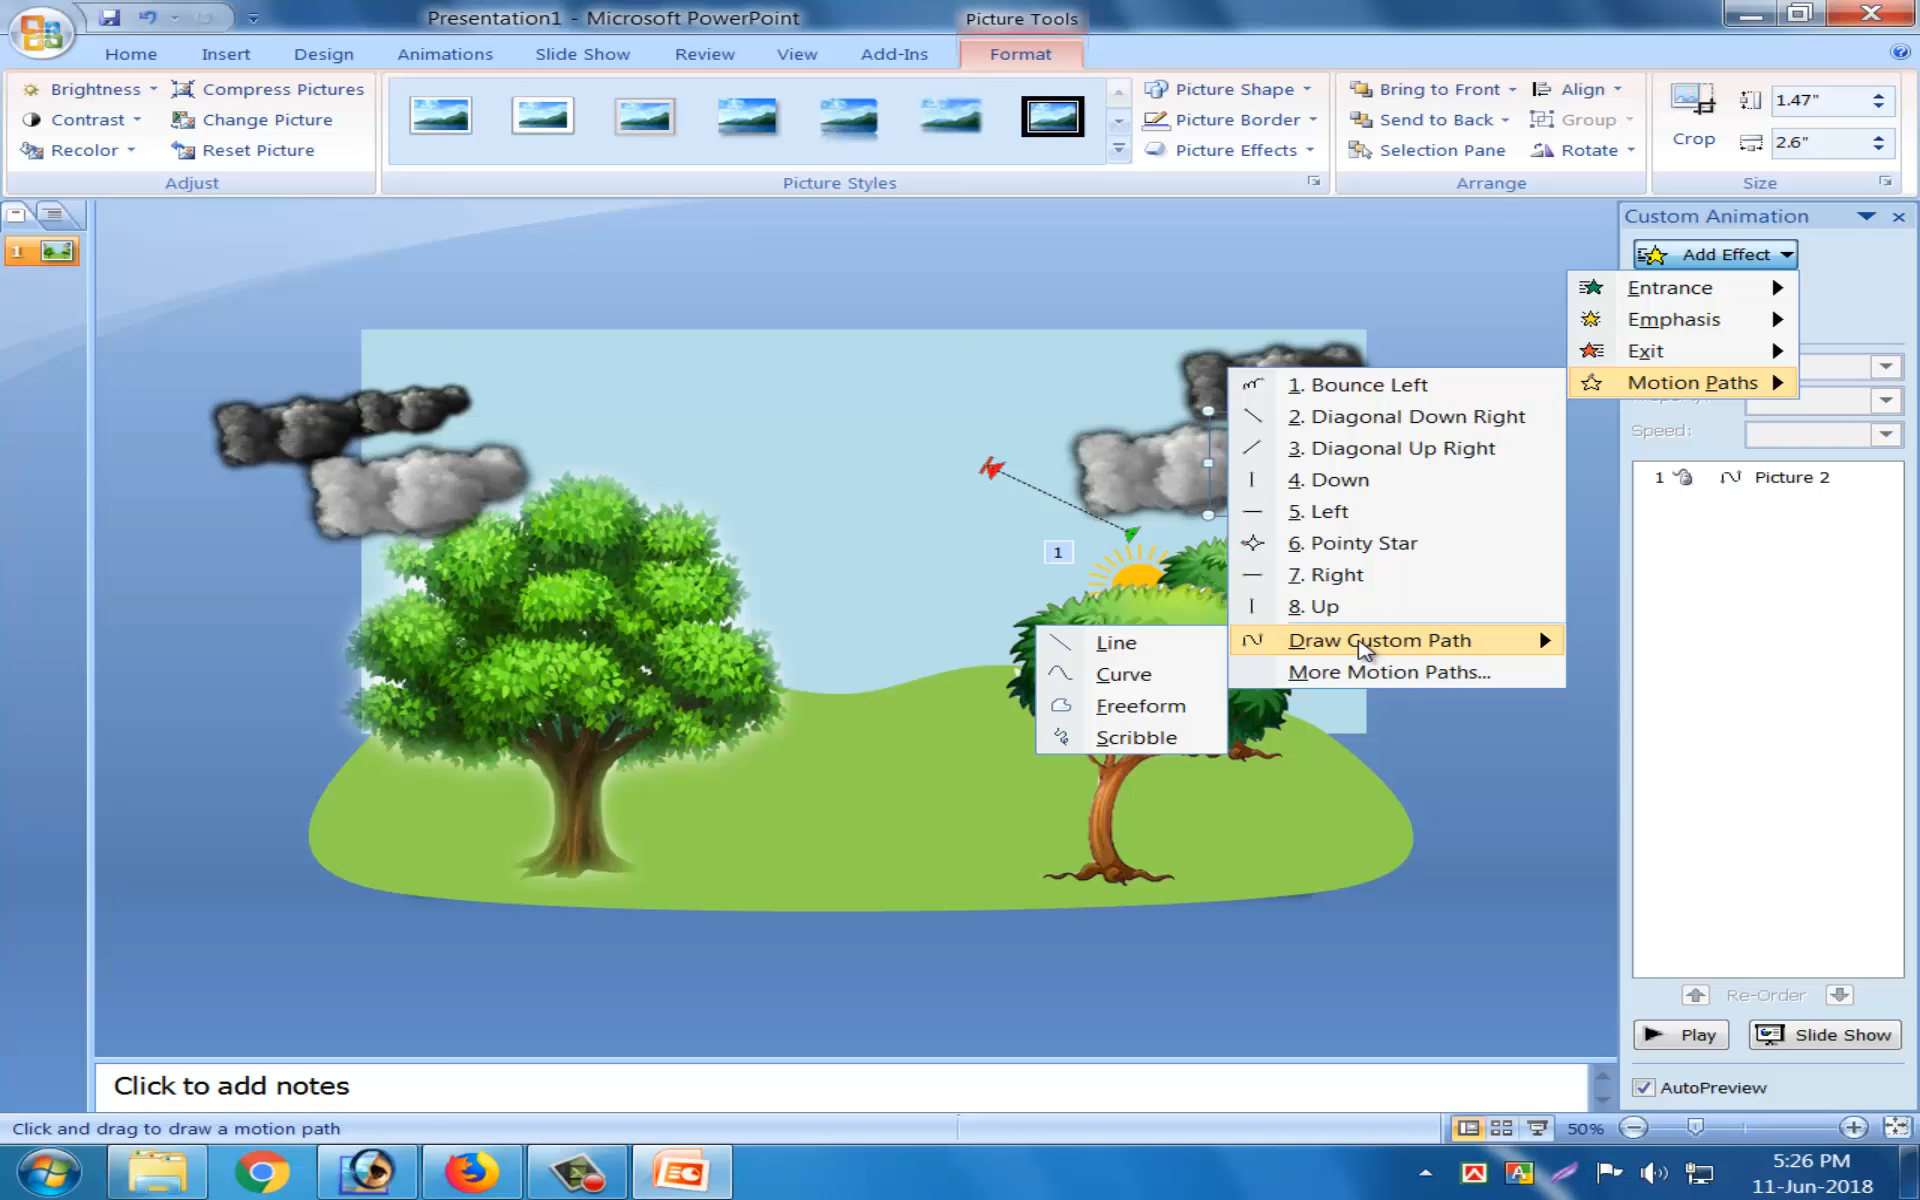 Presentation1 - Microsoft PowerPoint
Picture Tools
Home
Insert
Design
Animations
Slide Show
Review
View
Add-Ins
Format
Brightness
Contrast
Recolor
Compress Pictures
Change Picture
Reset Picture
Adjust
Picture Styles
Picture Shape
Picture Border
Picture Effects
Bring to Front
Send to Back
Selection Pane
Align
Group
Rotate
Arrange
Crop
1.47"
2.6"
Size
1
Custom Animation
Add Effect
Entrance
Emphasis
Exit
Motion Paths
Speed:
1. Bounce Left
2. Diagonal Down Right
3. Diagonal Up Right
4. Down
5. Left
6. Pointy Star
7. Right
8. Up
Draw Custom Path
More Motion Paths...
Line
Curve
Freeform
Scribble
1
1 Picture 2
Re-Order
Play
Slide Show
AutoPreview
Click to add notes
Click and drag to draw a motion path
50%
5:26 PM
11-Jun-2018